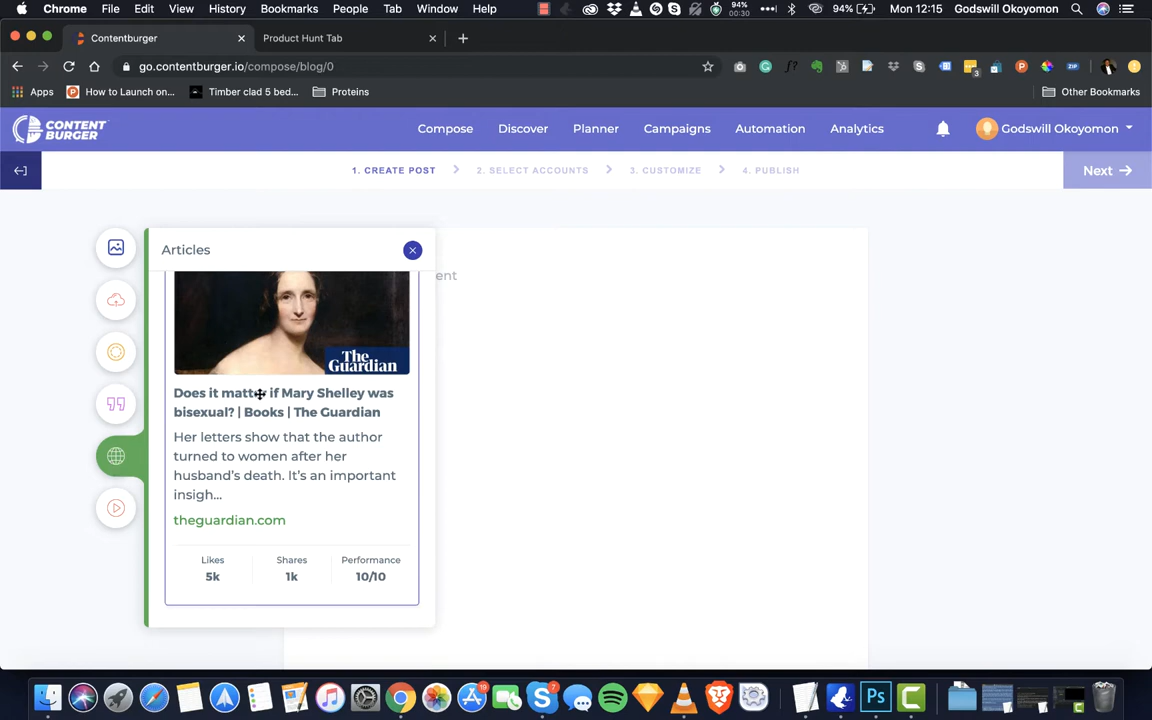 Chrome File Edit View History Bookmarks People Tab Window Help 94% 00:30 94% Mon 12:15 Godswill Okoyomon
Contentburger Product Hunt Tab
go.contentburger.io/compose/blog/0
Apps How to Launch on... Timber clad 5 bed... Proteins Other Bookmarks
CONTENT BURGER Compose Discover Planner Campaigns Automation Analytics Godswill Okoyomon
1. CREATE POST 2. SELECT ACCOUNTS 3. CUSTOMIZE 4. PUBLISH Next
Articles
ent
The Guardian
Does it matter if Mary Shelley was
bisexual? | Books | The Guardian
Her letters show that the author
turned to women after her
husband's death. It's an important
insigh...
theguardian.com
Likes Shares Performance
5k 1k 10/10